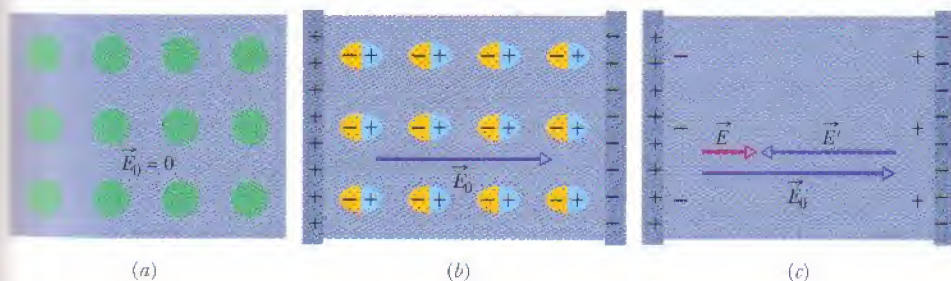 E⃗₀ = 0
(a)
E⃗₀
(b)
E⃗
E⃗′
E⃗₀
(c)